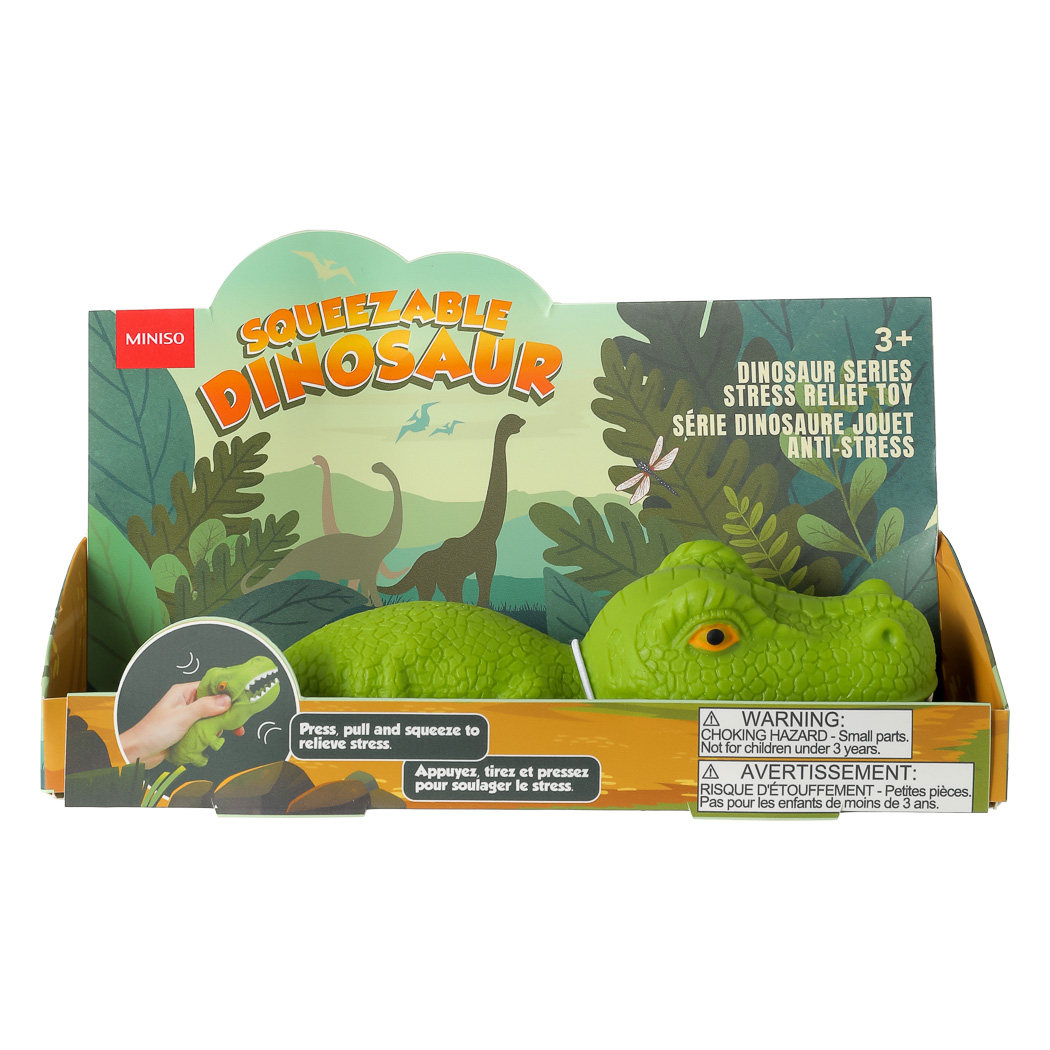 MINISO
SQUEEZABLE
DINOSAUR
3+
DINOSAUR SERIES
STRESS RELIEF TOY
SÉRIE DINOSAURE JOUET
ANTI-STRESS
Press, pull and squeeze to
relieve stress.
Appuyez, tirez et pressez
pour soulager le stress.
WARNING:
CHOKING HAZARD - Small parts.
Not for children under 3 years.
AVERTISSEMENT:
RISQUE D'ÉTOUFFEMENT - Petites pièces.
Pas pour les enfants de moins de 3 ans.